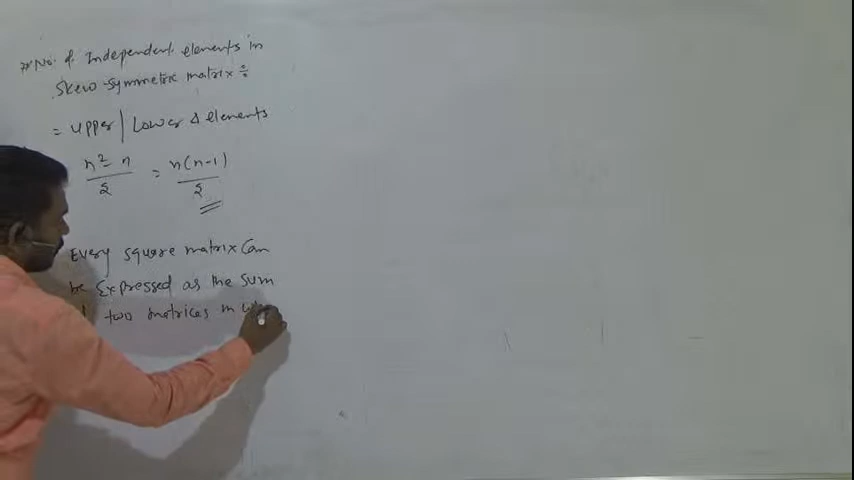 No. of Independent elements in
Skew-symmetric matrix :
= upper | Lower Δ elements
n² - n / 2 = n(n-1) / 2
Every square matrix Can
be Expressed as the sum
two matrices in